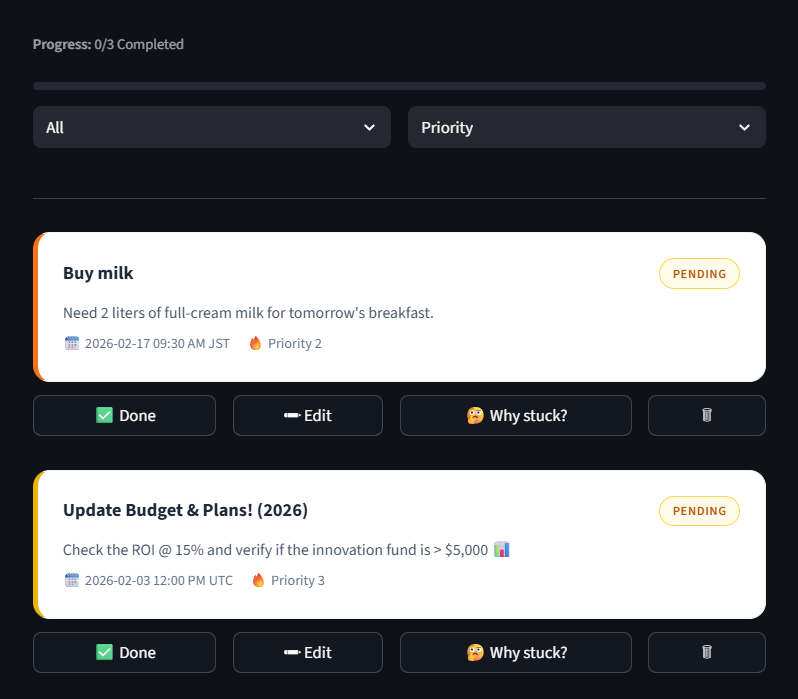 Progress: 0/3 Completed
All
Priority
Buy milk
PENDING
Need 2 liters of full-cream milk for tomorrow's breakfast.
📅 2026-02-17 09:30 AM JST 🔥 Priority 2
✅ Done
✏️ Edit
🤔 Why stuck?
🗑️
Update Budget & Plans! (2026)
PENDING
Check the ROI @ 15% and verify if the innovation fund is > $5,000 📊
📅 2026-02-03 12:00 PM UTC 🔥 Priority 3
✅ Done
✏️ Edit
🤔 Why stuck?
🗑️